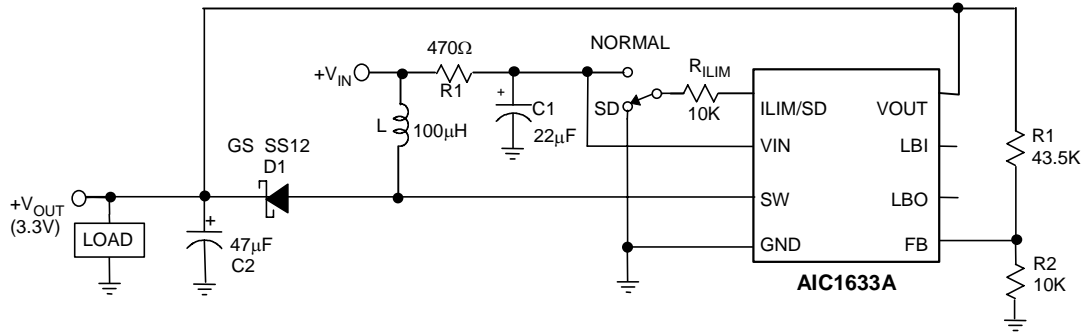 470Ω
NORMAL
+VIN
R1
RILIM
+
C1
SD
10K
ILIM/SD
VOUT
L
100μH
22μF
R1
43.5K
GS SS12
D1
VIN
LBI
+VOUT
(3.3V)
SW
LBO
LOAD
+
47μF
C2
GND
FB
R2
10K
AIC1633A